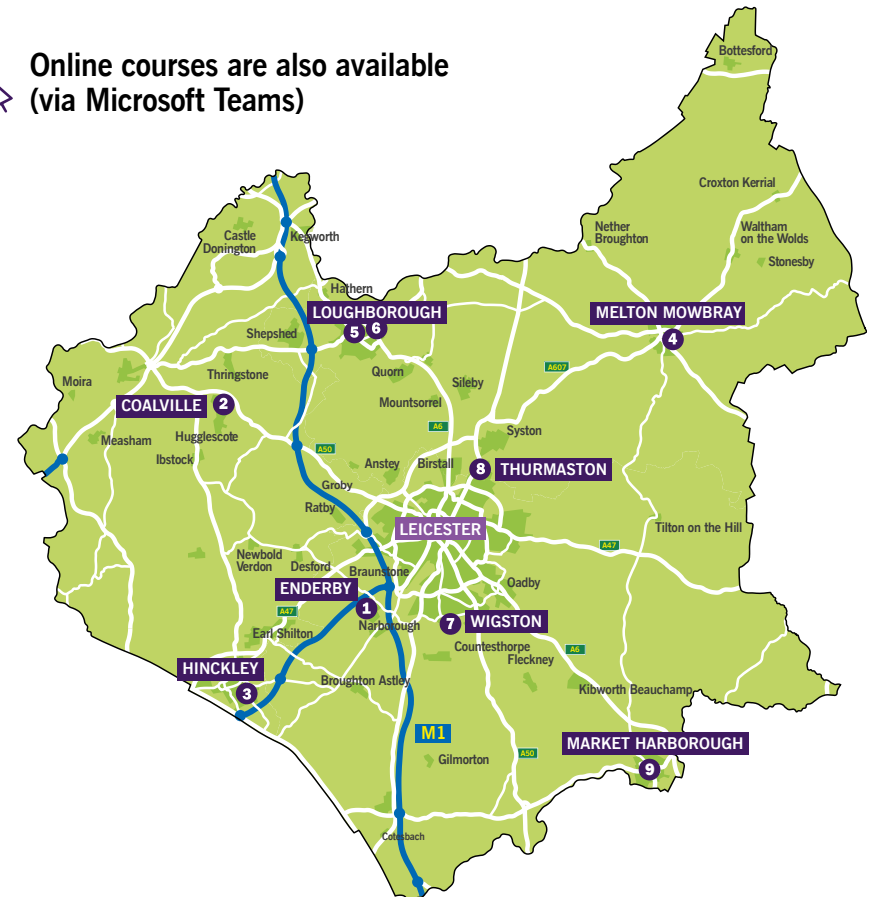 Online courses are also available
(via Microsoft Teams)
Bottesford
Croxton Kerrial
Nether
Broughton
Waltham
on the Wolds
Stonesby
Castle
Donington
Kegworth
Hathern
LOUGHBOROUGH
5 6
MELTON MOWBRAY
4
Shepshed
Quorn
A607
Thringstone
Sileby
Moira
Mountsorrel
COALVILLE 2
A6
Syston
Measham
Hugglescote
A50
Ibstock
Anstey
Birstall
8 THURMASTON
Groby
Ratby
LEICESTER
Tilton on the Hill
A47
Newbold
Verdon
Desford
Braunstone
Oadby
ENDERBY
1
A47
Narborough
7 WIGSTON
Earl Shilton
Countesthorpe
A6
Fleckney
HINCKLEY
3
Broughton Astley
Kibworth Beauchamp
M1
MARKET HARBOROUGH
9
A50
Gilmorton
Cotesbach